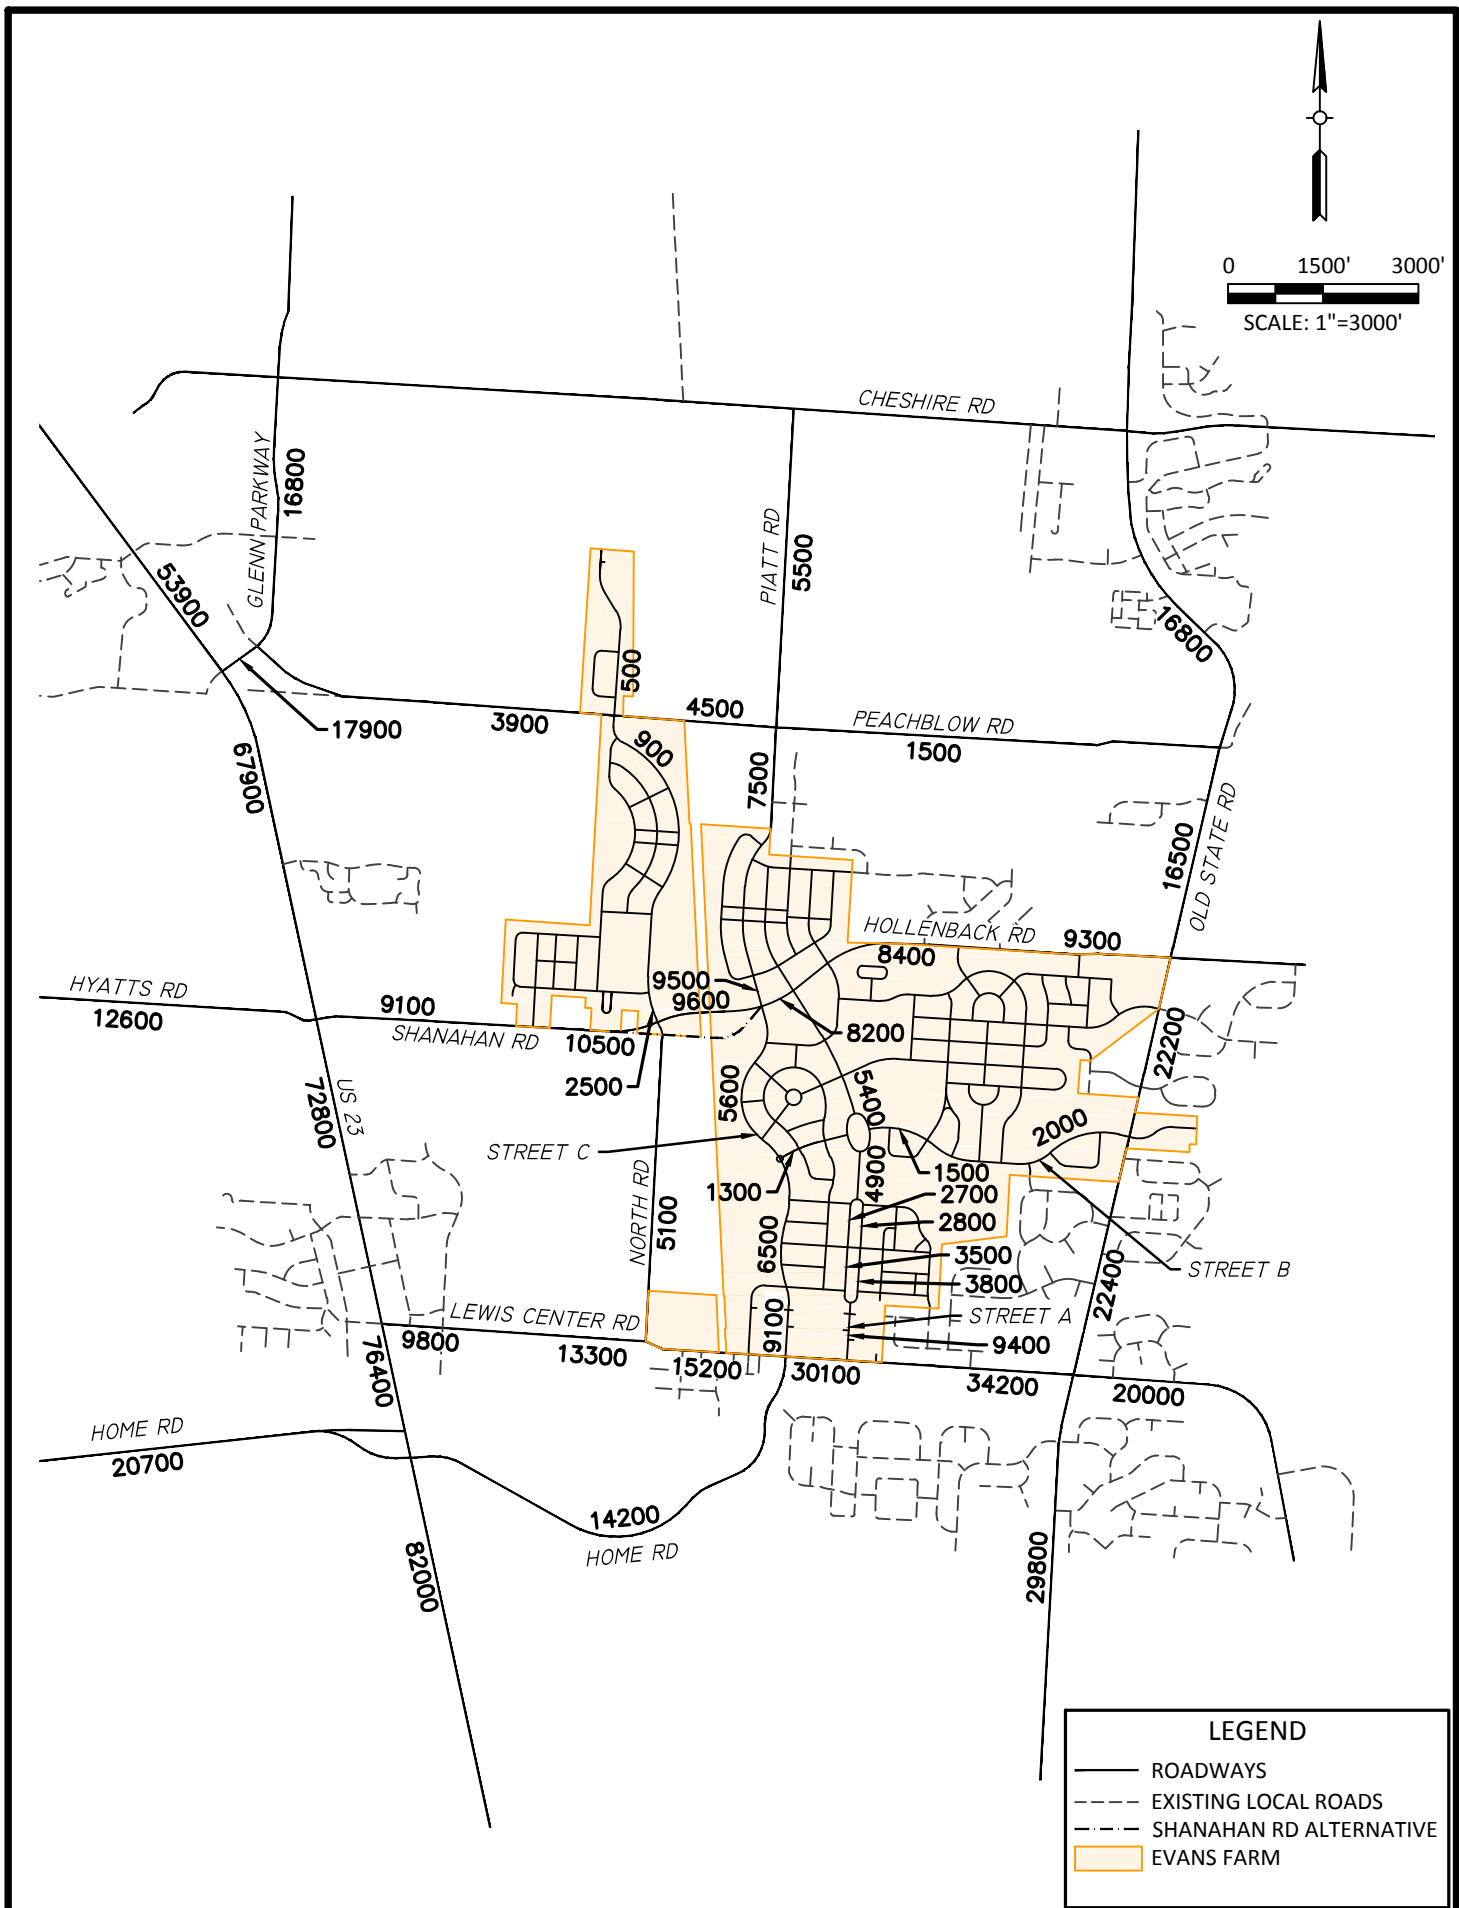 0 1500' 3000'
SCALE: 1"=3000'
CHESHIRE RD
GLENN PARKWAY
16800
PIATT RD
5500
53900
16800
500
17900
3900
4500
PEACHBLOW RD
1500
67900
900
7500
OLD STATE RD
16500
HOLLENBACK RD
9300
8400
HYATTS RD
12600
9100
SHANAHAN RD
10500
9500
9600
8200
2500
22200
US 23
72800
5600
5400
2000
STREET C
1300
4900
1500
2700
2800
NORTH RD
5100
6500
3500
3800
STREET B
22400
LEWIS CENTER RD
9800
13300
15200
9100
30100
STREET A
9400
34200
20000
76400
HOME RD
20700
14200
HOME RD
82000
29800
LEGEND
ROADWAYS
EXISTING LOCAL ROADS
SHANAHAN RD ALTERNATIVE
EVANS FARM